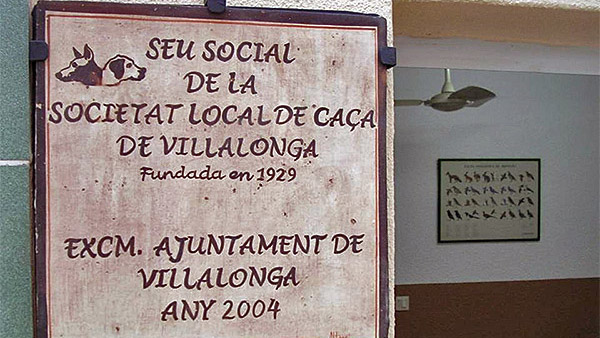 SEU SOCIAL
DE LA
SOCIETAT LOCAL DE CAÇA
DE VILLALONGA
Fundada en 1929
EXCM. AJUNTAMENT DE
VILLALONGA
ANY 2004